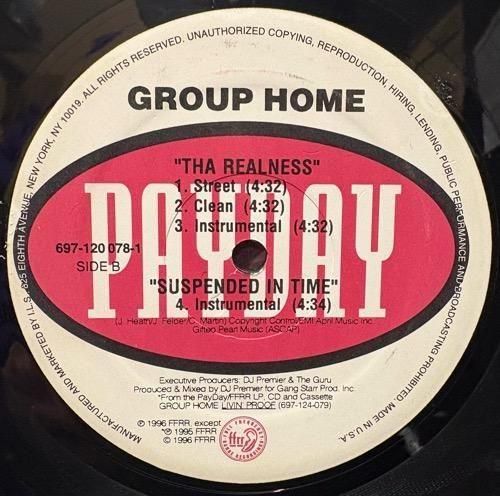 MANUFACTURED AND MARKETED BY I.L.S. 825 EIGHTH AVENUE, NEW YORK, NY 10019. ALL RIGHTS RESERVED. UNAUTHORIZED COPYING, REPRODUCTION, HIRING, LENDING, PUBLIC PERFORMANCE AND BROADCASTING PROHIBITED. MADE IN U.S.A.
GROUP HOME
PAYDAY
"THA REALNESS"
1. Street (4:32)
2. Clean (4:32)
3. Instrumental (4:32)
697-120 078-1
SIDE B
"SUSPENDED IN TIME"
4. Instrumental (4:34)
(J. Heath/J. Felder/C. Martin) Copyright Control/EMI April Music Inc.
Gifted Pearl Music (ASCAP)
Executive Producers: DJ Premier & The Guru
Produced & Mixed by DJ Premier for Gang Starr Prod. Inc.
*From the PayDay/FFRR LP, CD and Cassette
GROUP HOME LIVIN' PROOF (697-124-079)
℗ 1996 FFRR, except
*℗ 1995 FFRR
© 1996 FFRR
ffrr